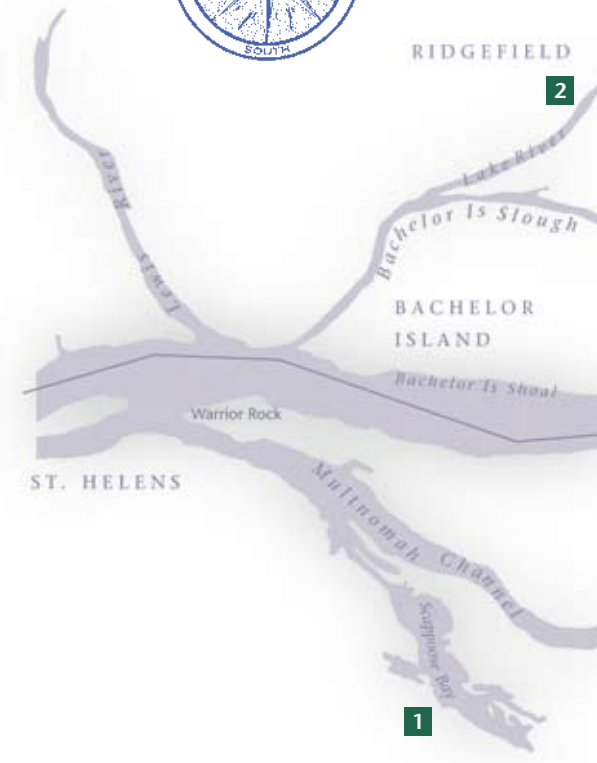 SOUTH
RIDGEFIELD
2
Lake River
Bachelor Is Slough
River
Lewis
BACHELOR
ISLAND
Bachelor Is Shoal
Warrior Rock
ST. HELENS
Multnomah Channel
Scappoose Bay
1